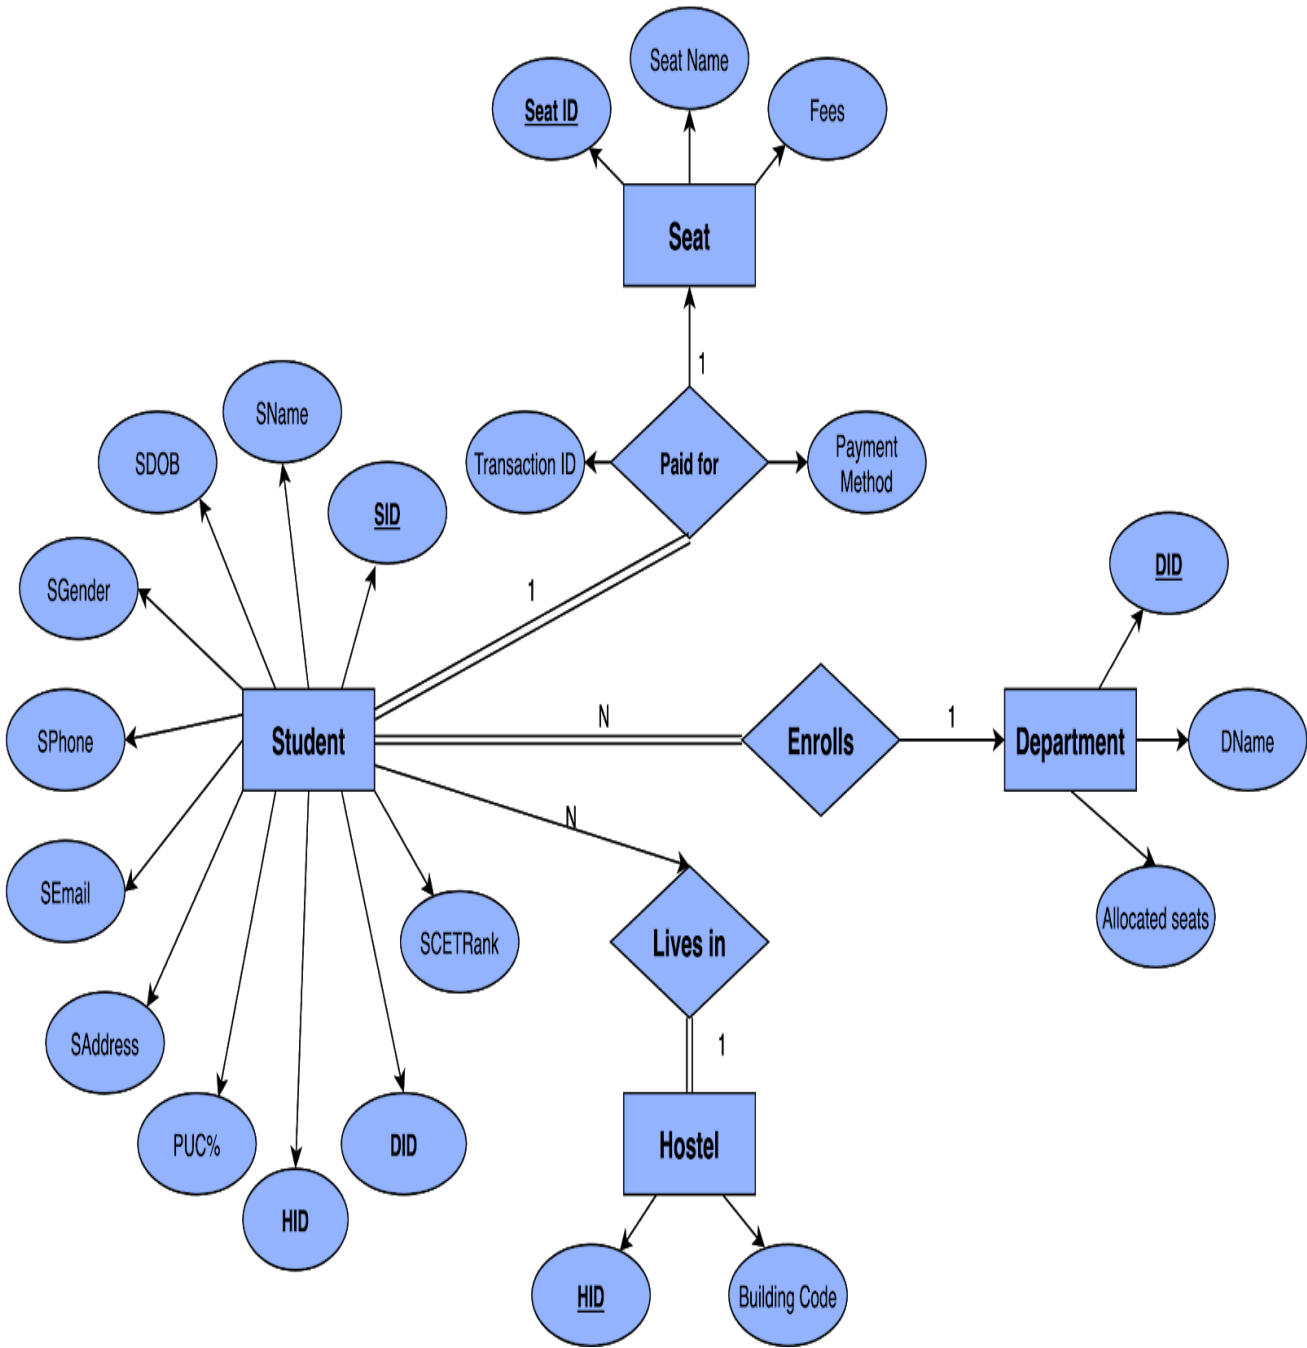 Seat Name
Seat ID
Fees
Seat
1
SName
SDOB
Transaction ID
Paid for
Payment
Method
SID
SGender
1
DID
N
1
SPhone
Student
Enrolls
Department
DName
N
SEmail
Allocated seats
SCETRank
Lives in
SAddress
1
PUC%
DID
Hostel
HID
HID
Building Code